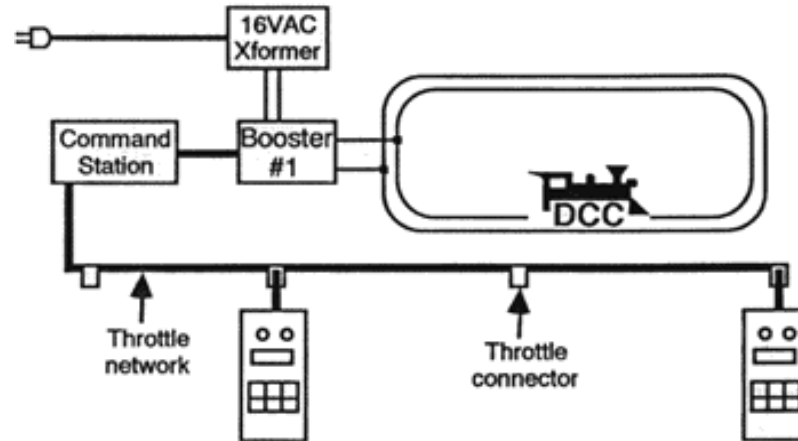 16VAC
Xformer
Command
Station
Booster
#1
DCC
Throttle
network
Throttle
connector